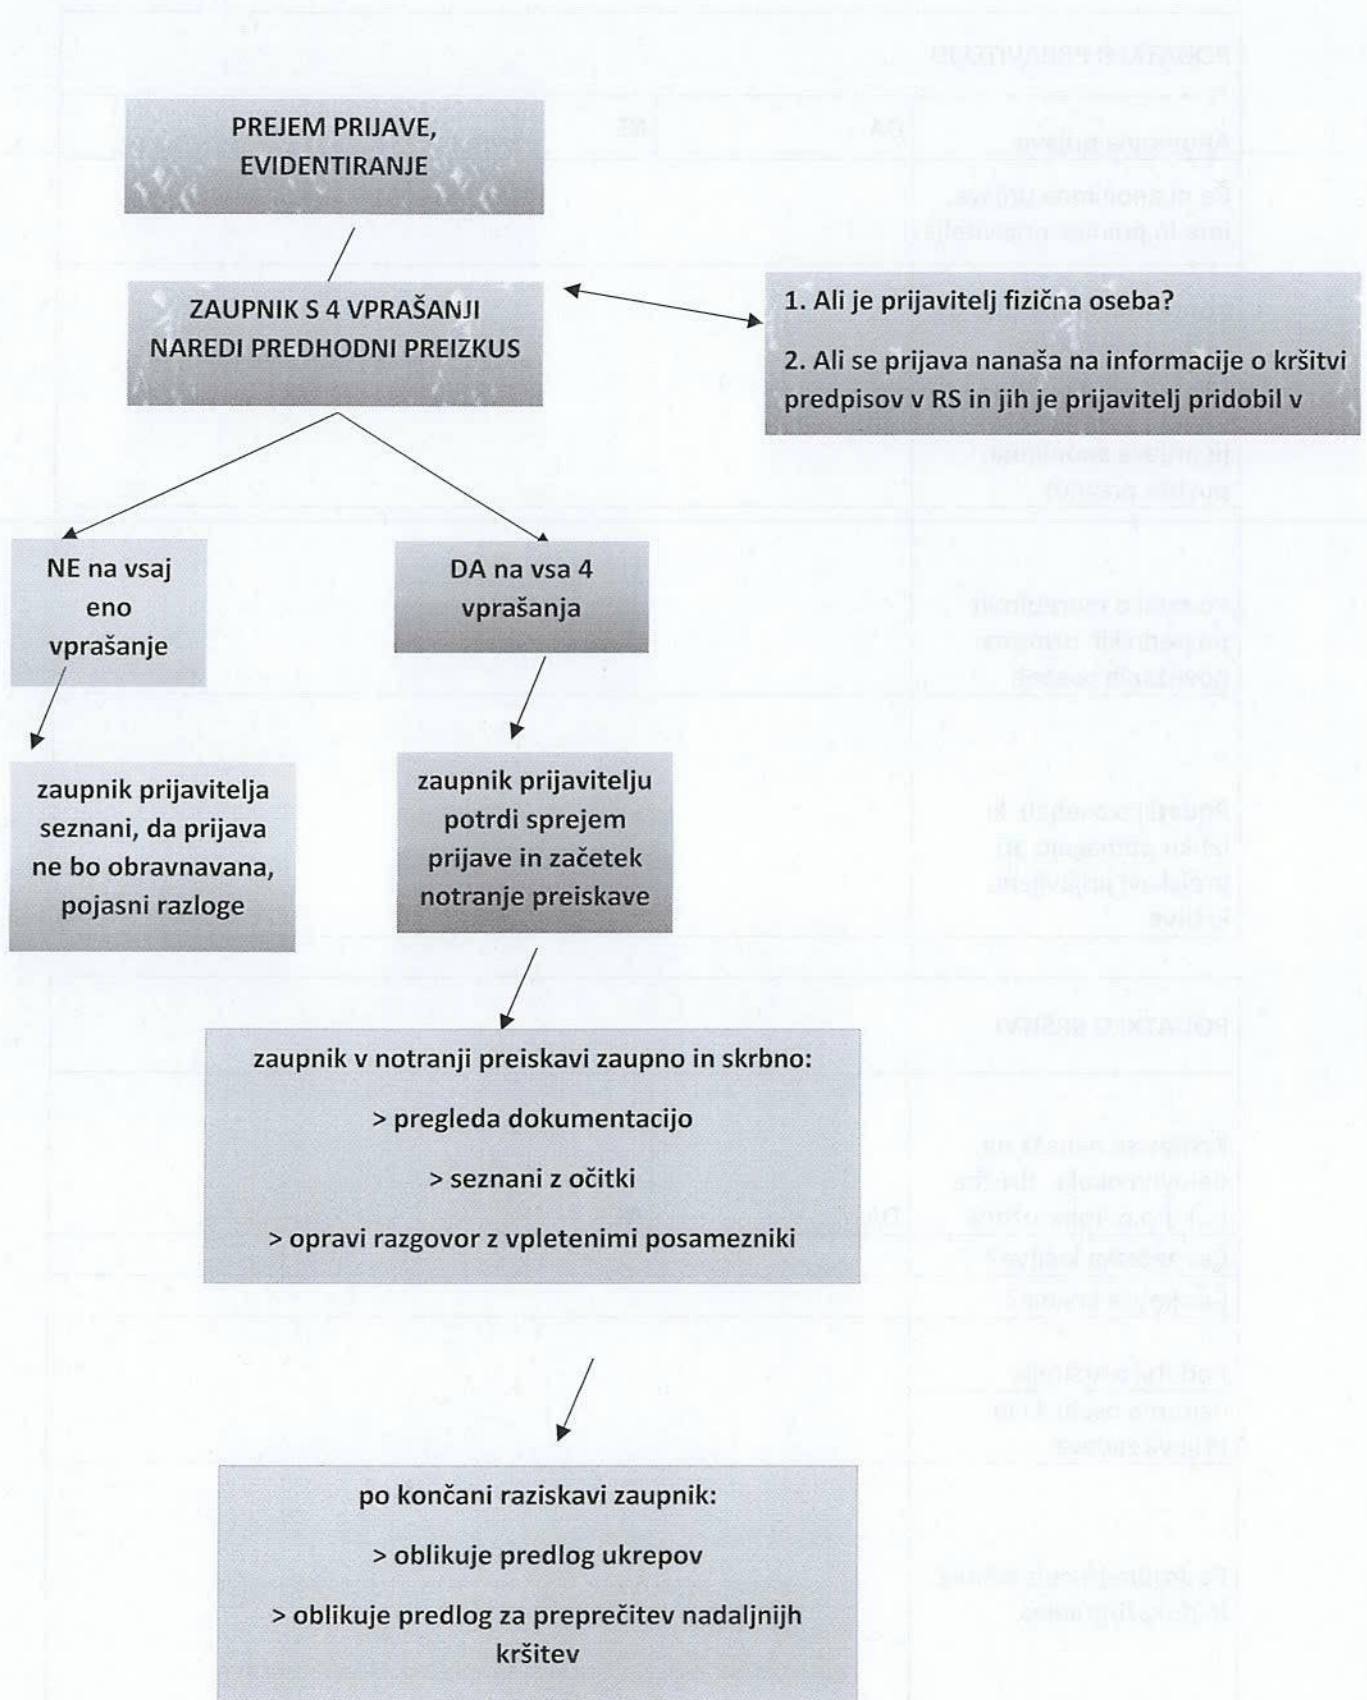 PREJEM PRIJAVE,
EVIDENTIRANJE
ZAUPNIK S 4 VPRAŠANJI
NAREDI PREDHODNI PREIZKUS
1. Ali je prijavitelj fizična oseba?
2. Ali se prijava nanaša na informacije o kršitvi
predpisov v RS in jih je prijavitelj pridobil v
NE na vsaj
eno
vprašanje
DA na vsa 4
vprašanja
zaupnik prijavitelja
seznani, da prijava
ne bo obravnavana,
pojasni razloge
zaupnik prijavitelju
potrdi sprejem
prijave in začetek
notranje preiskave
zaupnik v notranji preiskavi zaupno in skrbno:
> pregleda dokumentacijo
> seznani z očitki
> opravi razgovor z vpletenimi posamezniki
po končani raziskavi zaupnik:
> oblikuje predlog ukrepov
> oblikuje predlog za preprečitev nadaljnjih
kršitev